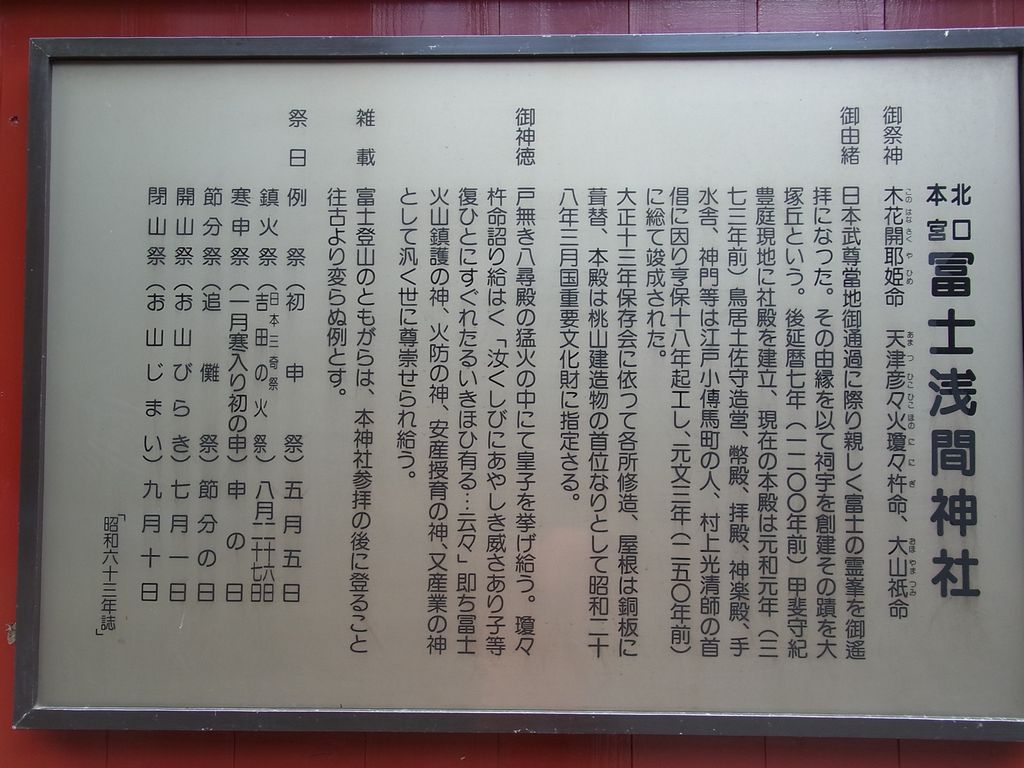 北口本宮冨士浅間神社
御祭神 木花開耶姫命 天津彦々火瓊々杵命、大山祇命
御由緒 日本武尊當地御通過に際り親しく富士の霊峯を御遙
拝になった。その由縁を以て祠宇を創建その蹟を大
塚丘という。後延暦七年(一二〇〇年前)甲斐守紀
豊庭現地に社殿を建立、現在の本殿は元和元年(三
七三年前)鳥居土佐守造営、幣殿、拝殿、神楽殿、手
水舎、神門等は江戸小傳馬町の人、村上光清師の首
倡に因り亨保十八年起工し、元文三年(二五〇年前)
に総て竣成された。
大正十三年保存会に依って各所修造、屋根は銅板に
葺替、本殿は桃山建造物の首位なりとして昭和二十
八年三月国重要文化財に指定さる。
御神徳 戸無き八尋殿の猛火の中にて皇子を挙げ給う。瓊々
杵命詔り給はく「汝くしびにあやしき威さあり子等
復ひとにすぐれたるいきほひ有る…云々」即ち富士
火山鎮護の神、火防の神、安産授育の神、又産業の神
として汎く世に尊崇せられ給う。
雑載 富士登山のともがらは、本神社参拝の後に登ること
往古より変らぬ例とす。
祭日 例祭(初申祭)五月五日
鎮火祭(日本三奇祭 吉田の火祭)八月二十六日二十七日
寒申祭(一月寒入り初の申)申の日
節分祭(追儺祭)節分の日
開山祭(お山びらき)七月一日
閉山祭(お山じまい)九月十日
「昭和六十三年誌」